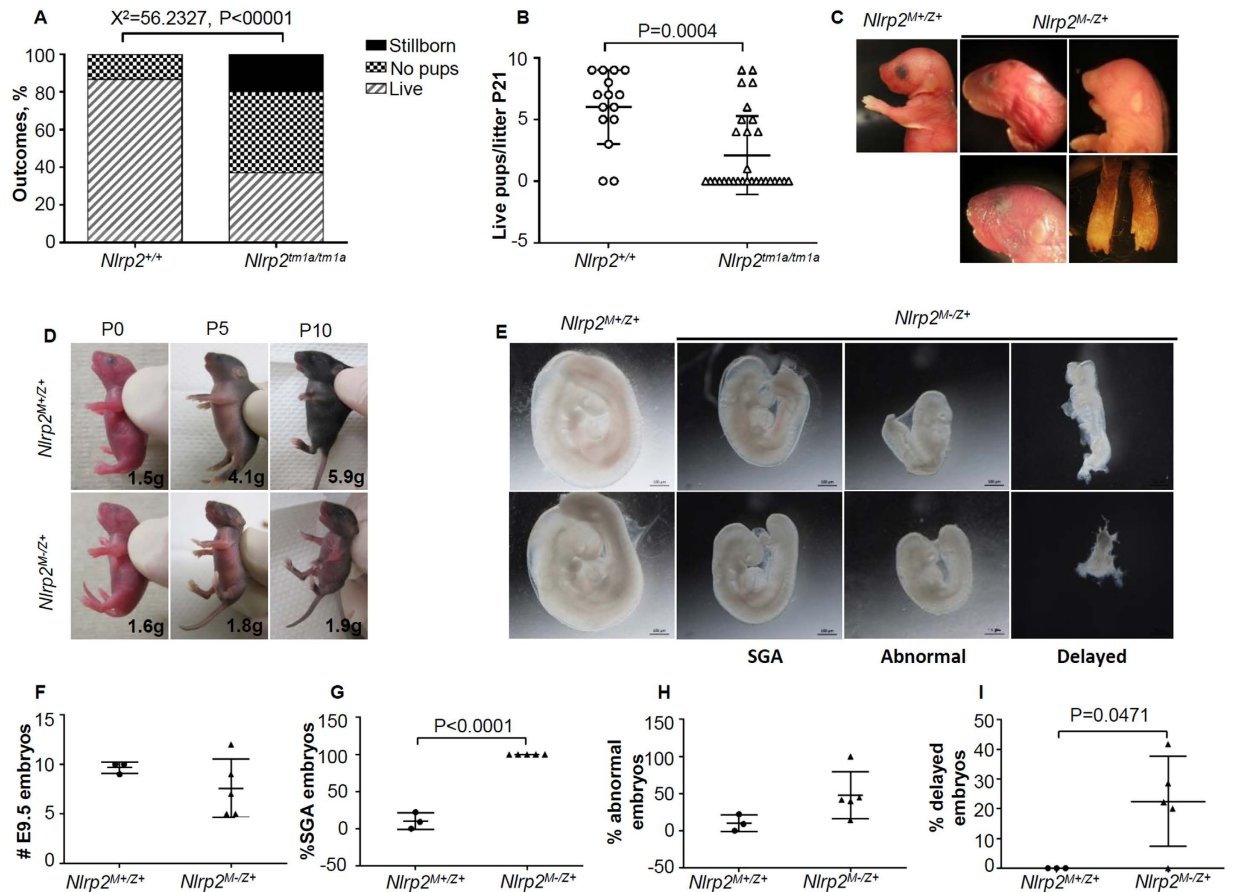 A
X²=56.2327, P<00001
Outcomes, %
100
80
60
40
20
0
Nlrp2+/+
Nlrp2tm1a/tm1a
Stillborn
No pups
Live
B
P=0.0004
Live pups/litter P21
10
5
0
-5
Nlrp2+/+
Nlrp2tm1a/tm1a
C
Nlrp2M+/Z+
Nlrp2M-/Z+
D
P0
P5
P10
Nlrp2M+/Z+
1.5g
4.1g
5.9g
Nlrp2M-/Z+
1.6g
1.8g
1.9g
E
Nlrp2M+/Z+
Nlrp2M-/Z+
SGA
Abnormal
Delayed
F
# E9.5 embryos
15
10
5
0
Nlrp2M+/Z+
Nlrp2M-/Z+
G
P<0.0001
%SGA embryos
150
100
50
0
-50
Nlrp2M+/Z+
Nlrp2M-/Z+
H
% abnormal
embryos
150
100
50
0
-50
Nlrp2M+/Z+
Nlrp2M-/Z+
I
P=0.0471
% delayed
embryos
50
40
30
20
10
0
Nlrp2M+/Z+
Nlrp2M-/Z+